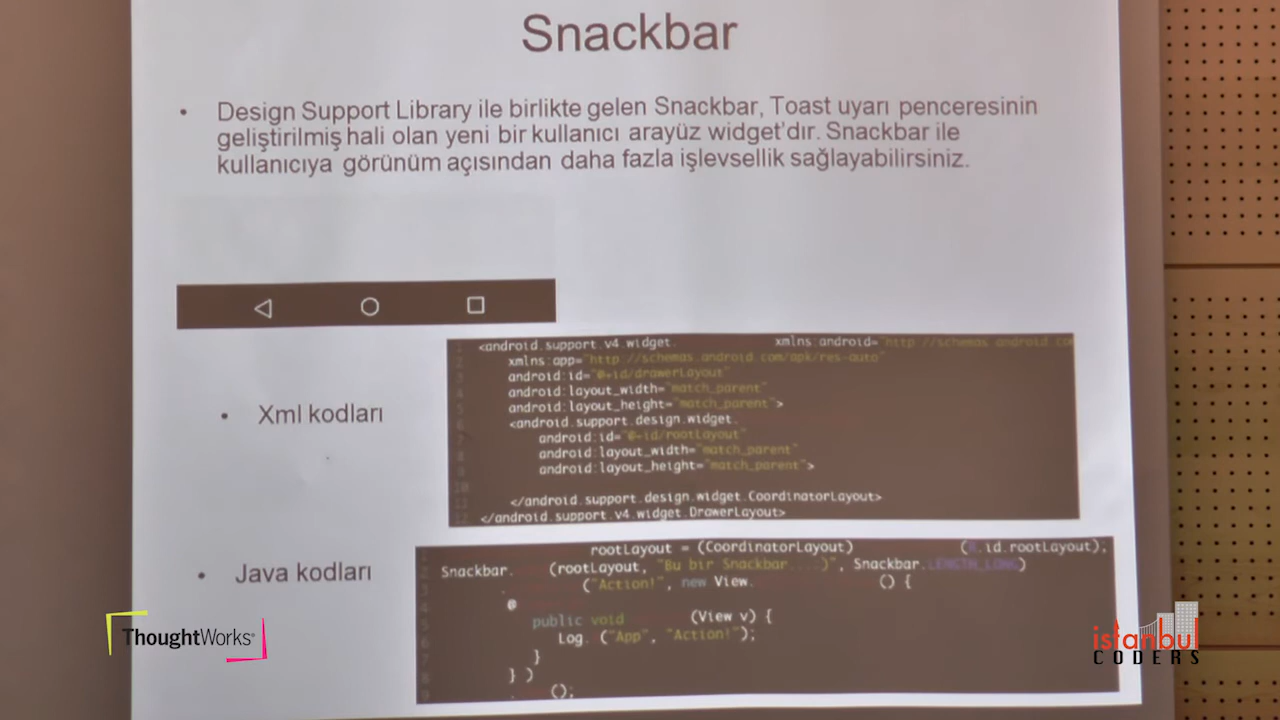 Snackbar
• Design Support Library ile birlikte gelen Snackbar, Toast uyarı penceresinin
geliştirilmiş hali olan yeni bir kullanıcı arayüz widget'dır. Snackbar ile
kullanıcıya görünüm açısından daha fazla işlevsellik sağlayabilirsiniz.
• Xml kodları
<android.support.v4.widget. xmlns:android="http://schemas.android.com
xmlns:app="http://schemas.android.com/apk/res-auto"
android:id="@+id/drawerLayout"
android:layout_width="match_parent"
android:layout_height="match_parent">
<android.support.design.widget.
android:id="@+id/rootLayout"
android:layout_width="match_parent"
android:layout_height="match_parent">
</android.support.design.widget.CoordinatorLayout>
</android.support.v4.widget.DrawerLayout>
• Java kodları
rootLayout = (CoordinatorLayout) (R.id.rootLayout);
Snackbar. (rootLayout, "Bu bir Snackbar....)", Snackbar.LENGTH_LONG)
. ("Action!", new View. () {
@
public void (View v) {
Log. ("App", "Action!");
}
} )
. ();
ThoughtWorks®
istanbul
CODERS